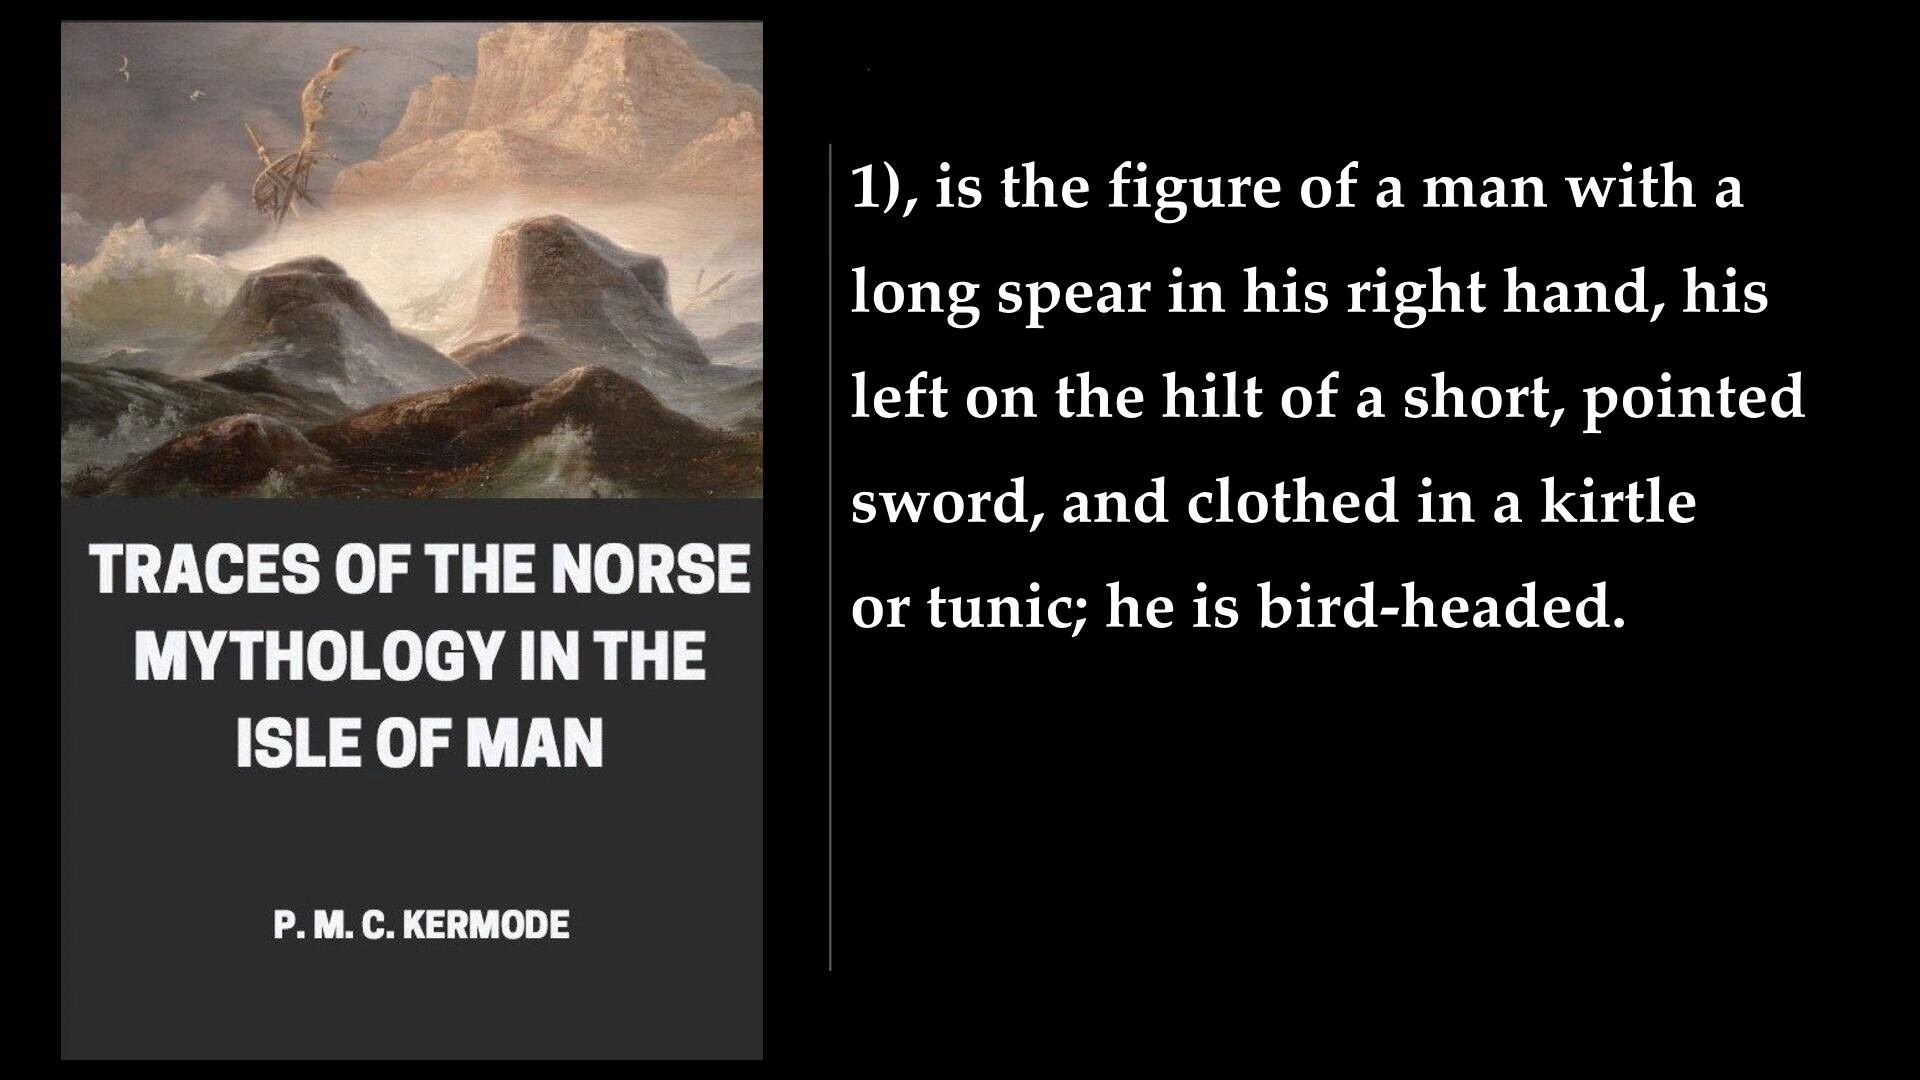 TRACES OF THE NORSE
MYTHOLOGY IN THE
ISLE OF MAN
P. M. C. KERMODE
1), is the figure of a man with a
long spear in his right hand, his
left on the hilt of a short, pointed
sword, and clothed in a kirtle
or tunic; he is bird-headed.